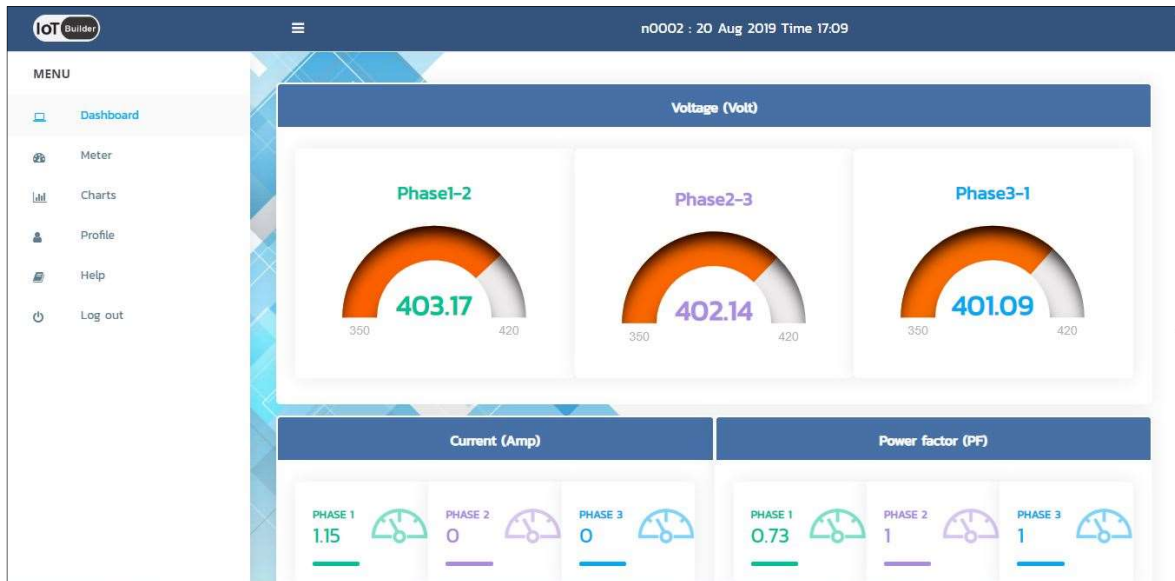 IoT Builder
n0002 : 20 Aug 2019 Time 17:09
MENU
Dashboard
Meter
Charts
Profile
Help
Log out
Voltage (Volt)
Phase1-2
403.17
350 420
Phase2-3
402.14
350 420
Phase3-1
401.09
350 420
Current (Amp)
PHASE 1
1.15
PHASE 2
0
PHASE 3
0
Power factor (PF)
PHASE 1
0.73
PHASE 2
1
PHASE 3
1